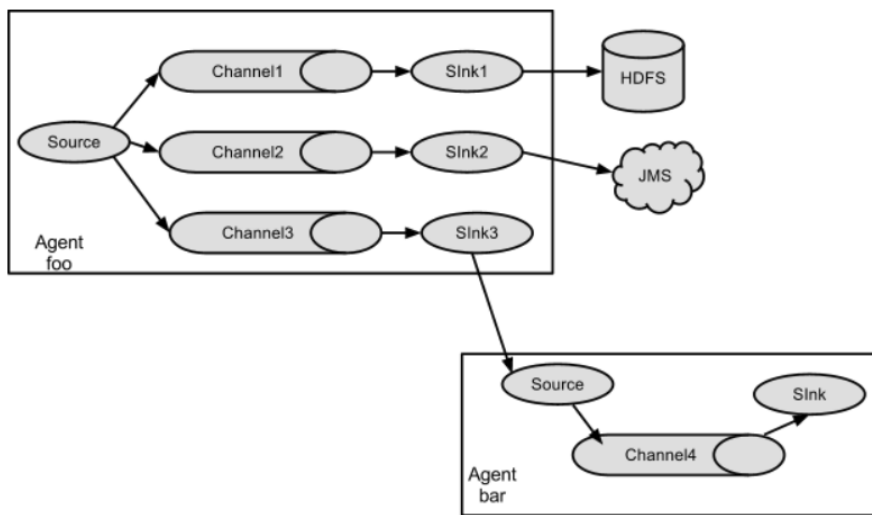 Channel1
SInk1
HDFS
Source
Channel2
SInk2
JMS
Channel3
SInk3
Agent
foo
Source
SInk
Channel4
Agent
bar